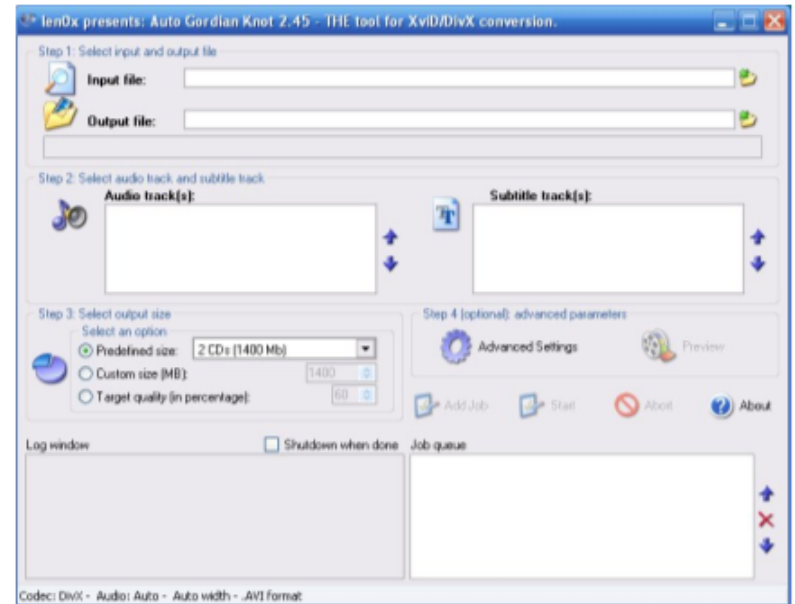 len0x presents: Auto Gordian Knot 2.45 - THE tool for XviD/DivX conversion.
Step 1: Select input and output file
Input file:
Output file:
Step 2: Select audio track and subtitle track
Audio track(s):
Subtitle track(s):
Step 3: Select output size
Select an option
Predefined size: 2 CDs (1400 Mb)
Custom size (MB): 1400
Target quality (in percentage): 60
Step 4 (optional): advanced parameters
Advanced Settings
Preview
Add Job
Start
Abort
About
Log window
Shutdown when done
Job queue
Codec: DivX - Audio: Auto - Auto width - .AVI format